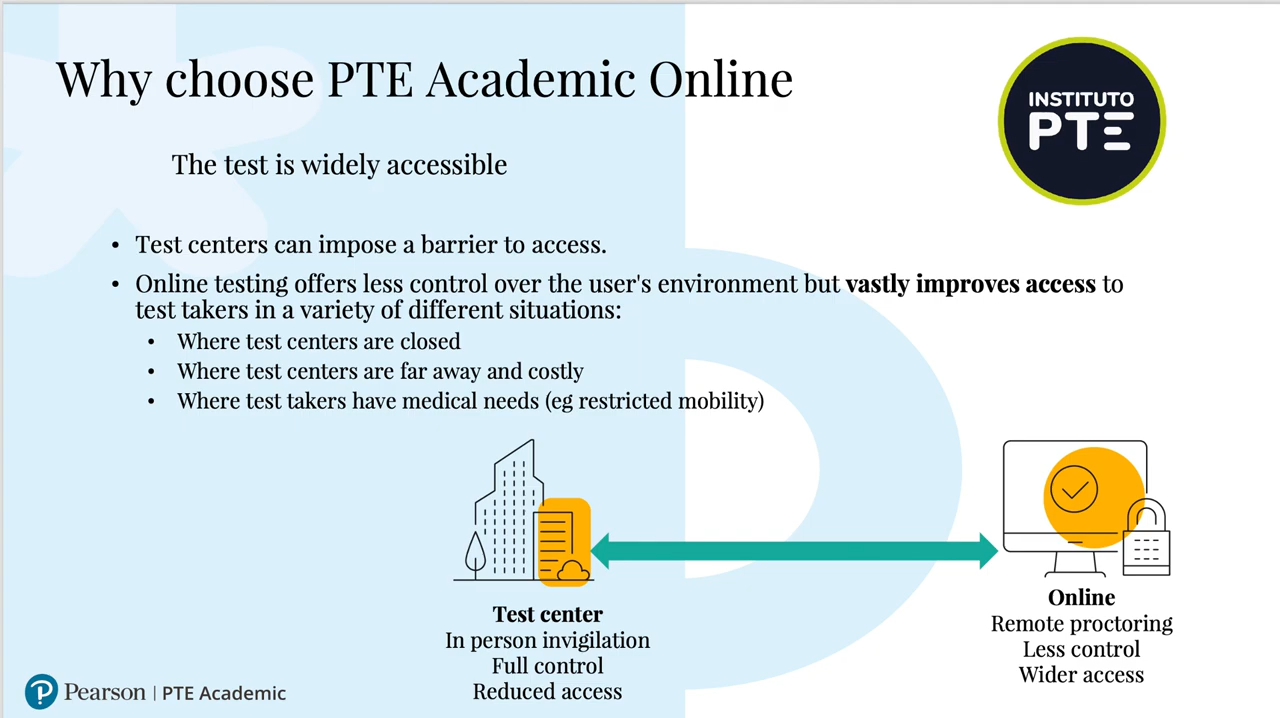 Why choose PTE Academic Online
INSTITUTO
PTE
The test is widely accessible
• Test centers can impose a barrier to access.
• Online testing offers less control over the user's environment but vastly improves access to
test takers in a variety of different situations:
• Where test centers are closed
• Where test centers are far away and costly
• Where test takers have medical needs (eg restricted mobility)
Test center
In person invigilation
Full control
Reduced access
Online
Remote proctoring
Less control
Wider access
Pearson | PTE Academic